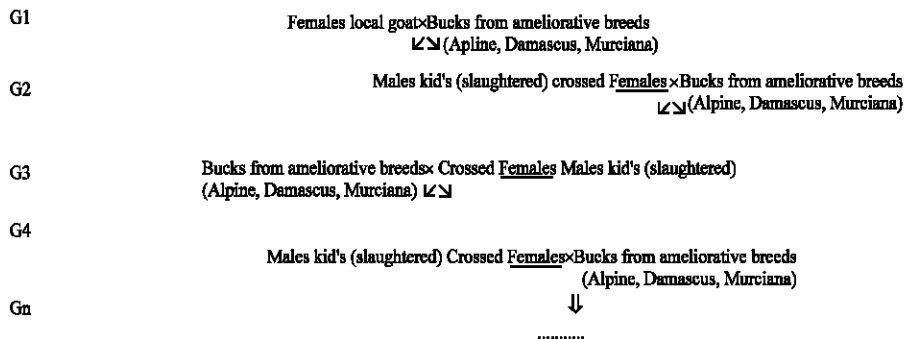 G1
Females local goat×Bucks from ameliorative breeds
(Apline, Damascus, Murciana)
G2
Males kid's (slaughtered) crossed Females×Bucks from ameliorative breeds
(Alpine, Damascus, Murciana)
G3
Bucks from ameliorative breeds× Crossed Females Males kid's (slaughtered)
(Alpine, Damascus, Murciana)
G4
Males kid's (slaughtered) Crossed Females×Bucks from ameliorative breeds
(Alpine, Damascus, Murciana)
Gn
...........